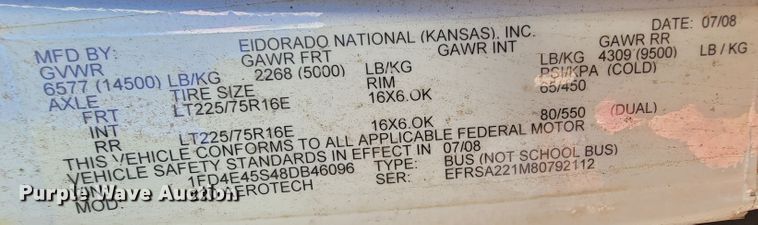 DATE: 07/08
MFD BY: ElDORADO NATIONAL (KANSAS), INC.
GVWR GAWR FRT GAWR INT GAWR RR
6577 (14500) LB/KG 2268 (5000) LB/KG LB/KG 4309 (9500) LB / KG
AXLE TIRE SIZE RIM PSI/KPA (COLD)
FRT LT225/75R16E 16X6.0K 65/450
INT
RR LT225/75R16E 16X6.0K 80/550 (DUAL)
THIS VEHICLE CONFORMS TO ALL APPLICABLE FEDERAL MOTOR
VEHICLE SAFETY STANDARDS IN EFFECT IN 07/08
1FD4E45S48DB46096 TYPE: BUS (NOT SCHOOL BUS)
MOD: AEROTECH SER: EFRSA221M80792112
Purple Wave Auction